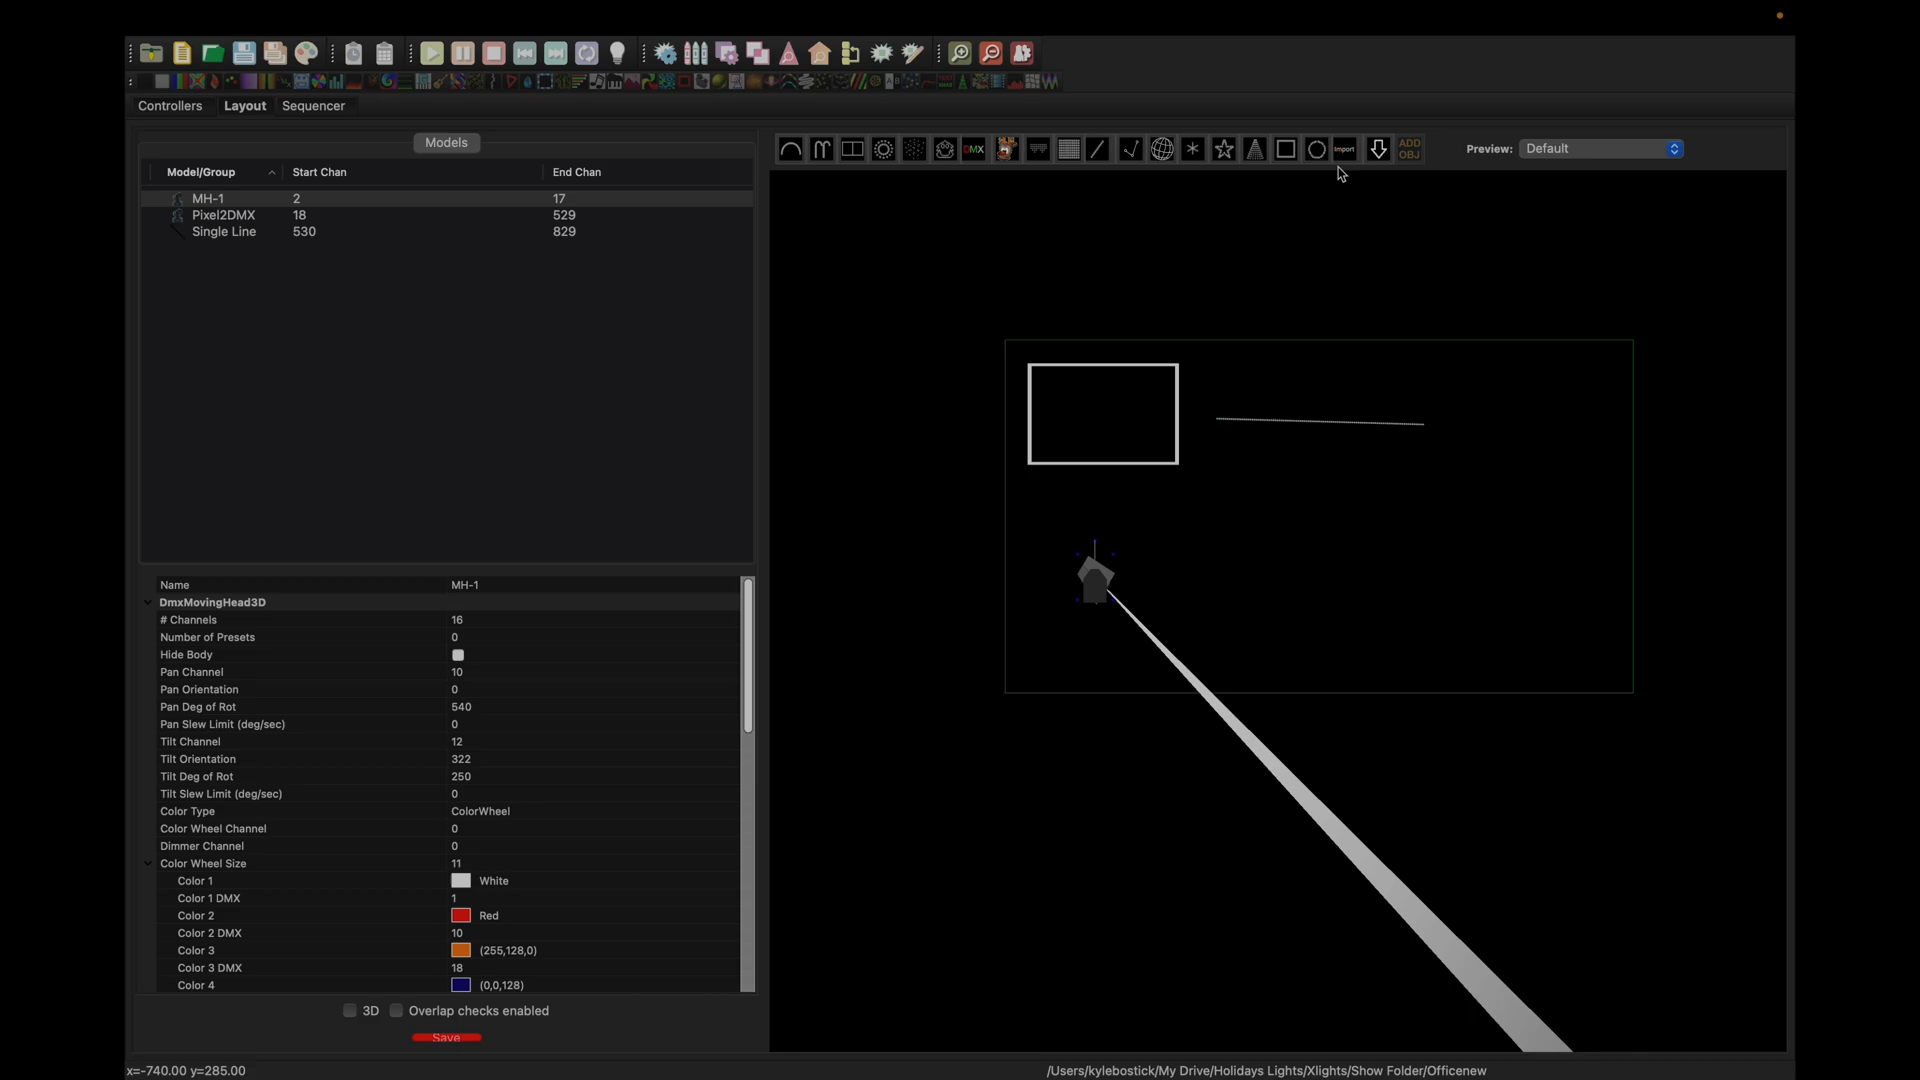 Controllers Layout Sequencer
Models
DMX Import ADD OBJ Preview: Default
Model/Group Start Chan End Chan
MH-1 2 17
Pixel2DMX 18 529
Single Line 530 829
Name MH-1
DmxMovingHead3D
# Channels 16
Number of Presets 0
Hide Body
Pan Channel 10
Pan Orientation 0
Pan Deg of Rot 540
Pan Slew Limit (deg/sec) 0
Tilt Channel 12
Tilt Orientation 322
Tilt Deg of Rot 250
Tilt Slew Limit (deg/sec) 0
Color Type ColorWheel
Color Wheel Channel 0
Dimmer Channel 0
Color Wheel Size 11
Color 1 White
Color 1 DMX 1
Color 2 Red
Color 2 DMX 10
Color 3 (255,128,0)
Color 3 DMX 18
Color 4 (0,0,128)
3D Overlap checks enabled
Save
x=-740.00 y=285.00 /Users/kylebostick/My Drive/Holidays Lights/Xlights/Show Folder/Officenew